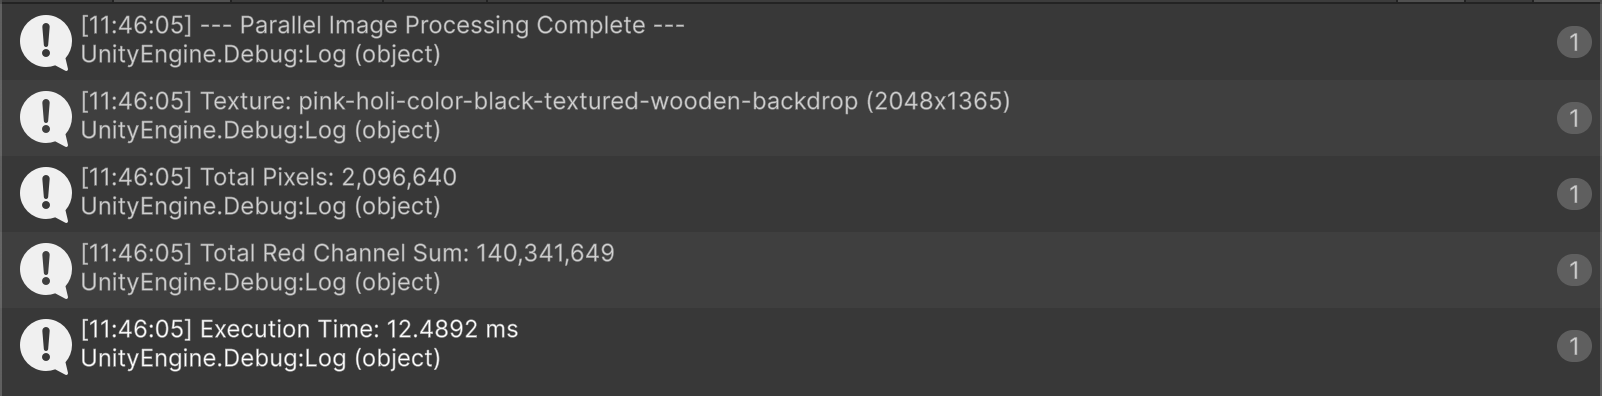 [11:46:05] --- Parallel Image Processing Complete ---
UnityEngine.Debug:Log (object)
1
[11:46:05] Texture: pink-holi-color-black-textured-wooden-backdrop (2048x1365)
UnityEngine.Debug:Log (object)
1
[11:46:05] Total Pixels: 2,096,640
UnityEngine.Debug:Log (object)
1
[11:46:05] Total Red Channel Sum: 140,341,649
UnityEngine.Debug:Log (object)
1
[11:46:05] Execution Time: 12.4892 ms
UnityEngine.Debug:Log (object)
1